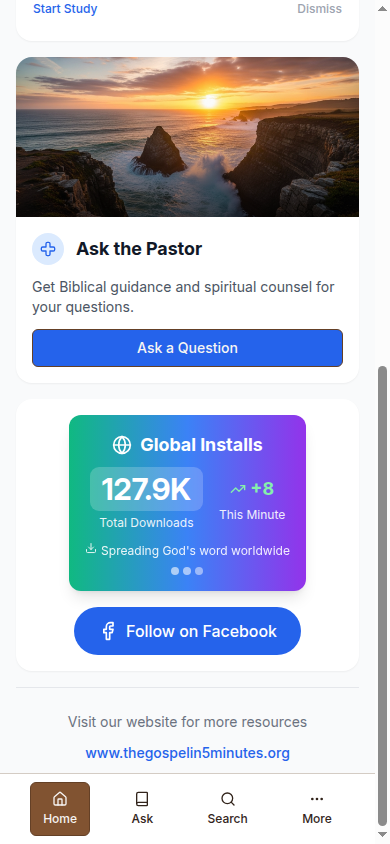 Start Study
Dismiss
Ask the Pastor
Get Biblical guidance and spiritual counsel for
your questions.
Ask a Question
Global Installs
127.9K
+8
Total Downloads
This Minute
Spreading God's word worldwide
Follow on Facebook
Visit our website for more resources
www.thegospelin5minutes.org
Home
Ask
Search
More